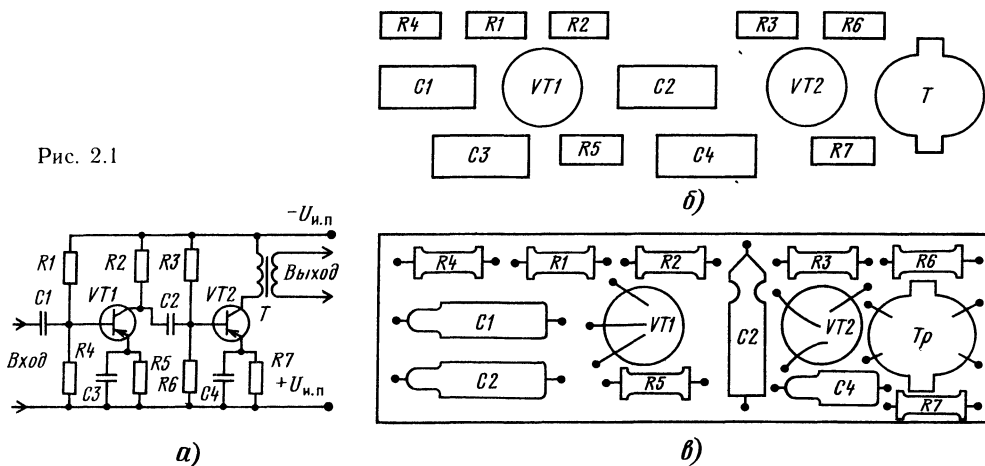 R4 R1 R2 R3 R6
C1 VT1 C2 VT2 T
C3 R5 C4 R7
б)
Рис. 2.1
−Uи.п
R1 R2 R3 Выход
C1 VT1 C2 VT2 T
Вход R4 R5 R6 R7
C3 C4 +Uи.п
а)
R4 R1 R2 R3 R6
C1 VT1 C2 VT2 Тр
C2 R5 C4 R7
в)